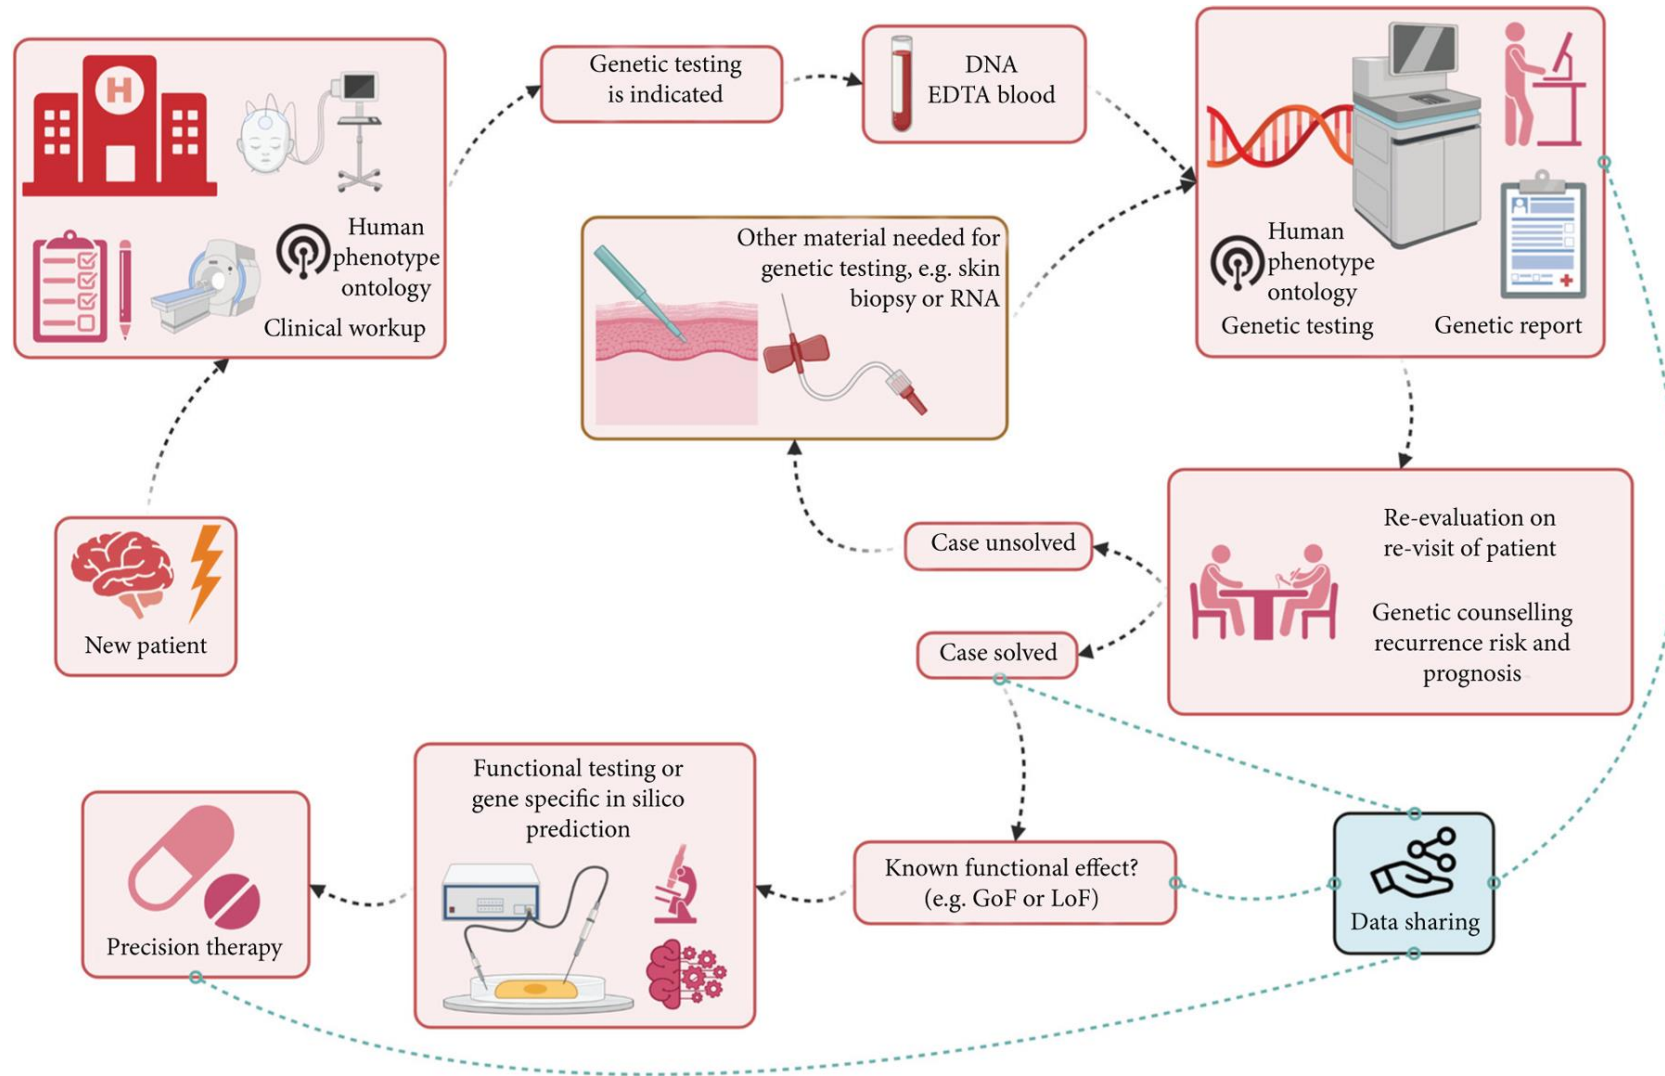 Genetic testing
is indicated
DNA
EDTA blood
H
Human
phenotype
ontology
Clinical workup
Other material needed for
genetic testing, e.g. skin
biopsy or RNA
Human
phenotype
ontology
Genetic testing
Genetic report
New patient
Case unsolved
Case solved
Re-evaluation on
re-visit of patient
Genetic counselling
recurrence risk and
prognosis
Functional testing or
gene specific in silico
prediction
Known functional effect?
(e.g. GoF or LoF)
Precision therapy
Data sharing